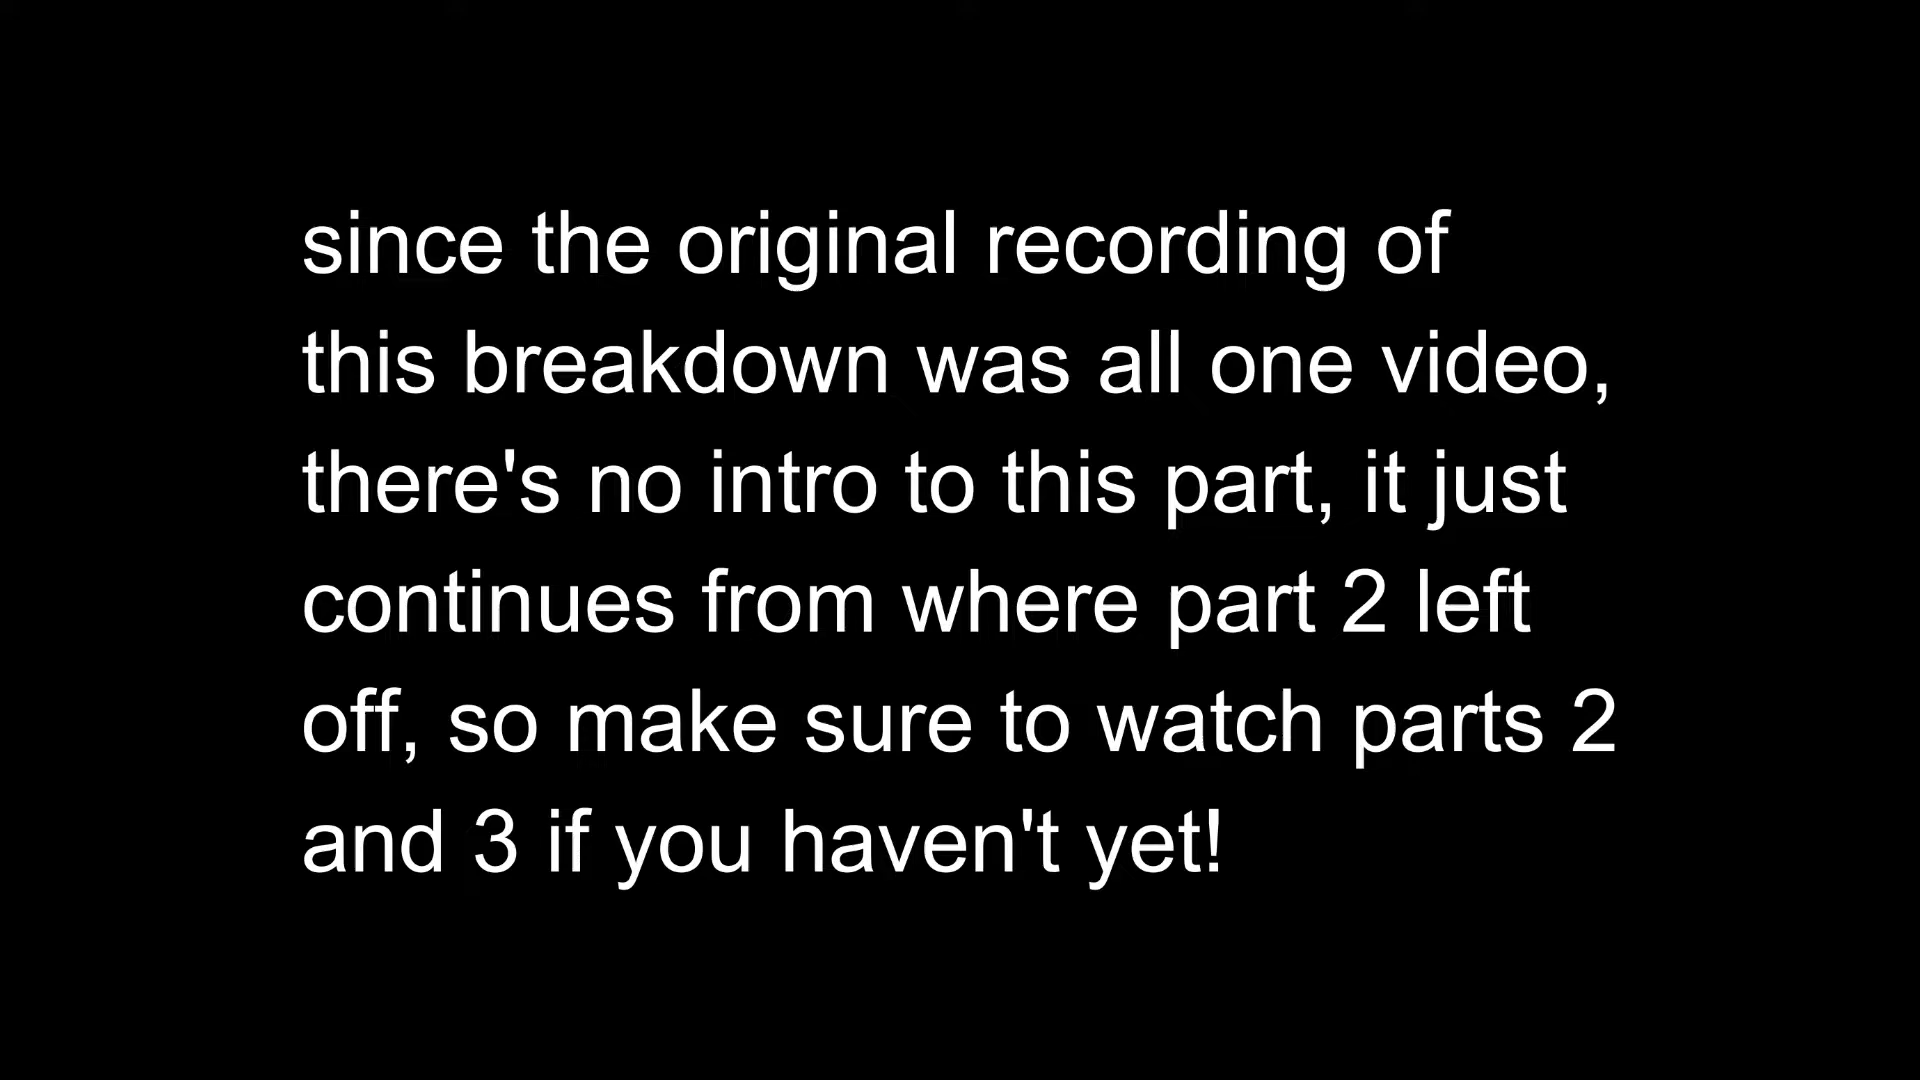 since the original recording of
this breakdown was all one video,
there's no intro to this part, it just
continues from where part 2 left
off, so make sure to watch parts 2
and 3 if you haven't yet!